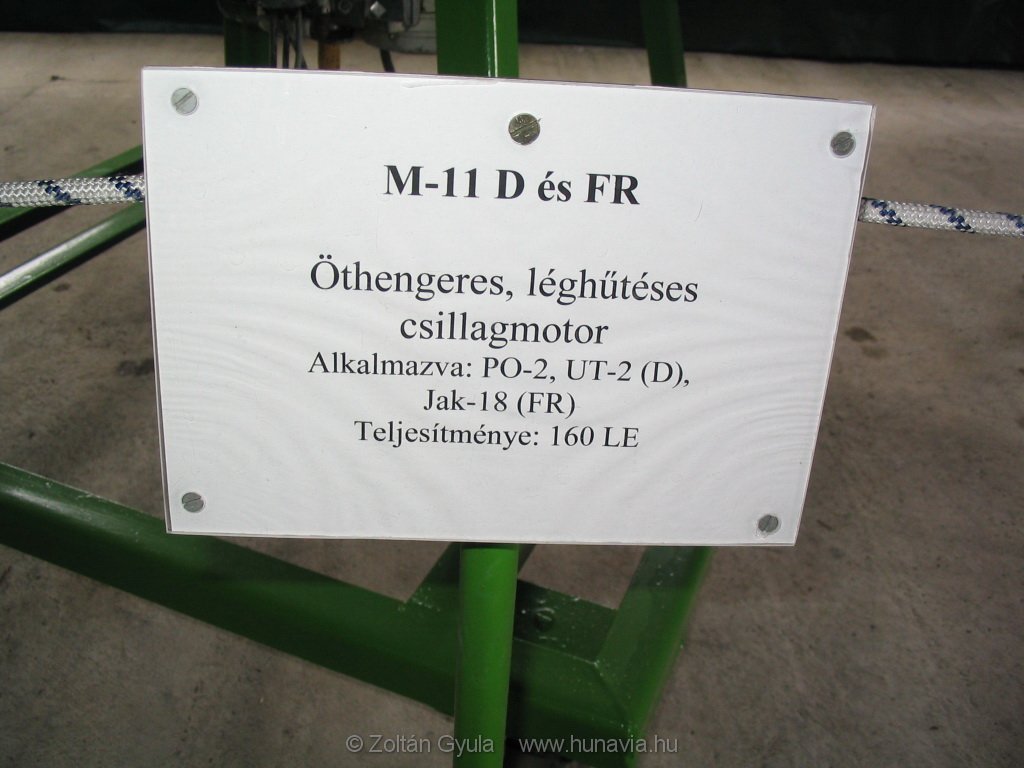 M-11 D és FR
Öthengeres, léghűtéses
csillagmotor
Alkalmazva: PO-2, UT-2 (D),
Jak-18 (FR)
Teljesítménye: 160 LE
© Zoltán Gyula www.hunavia.hu